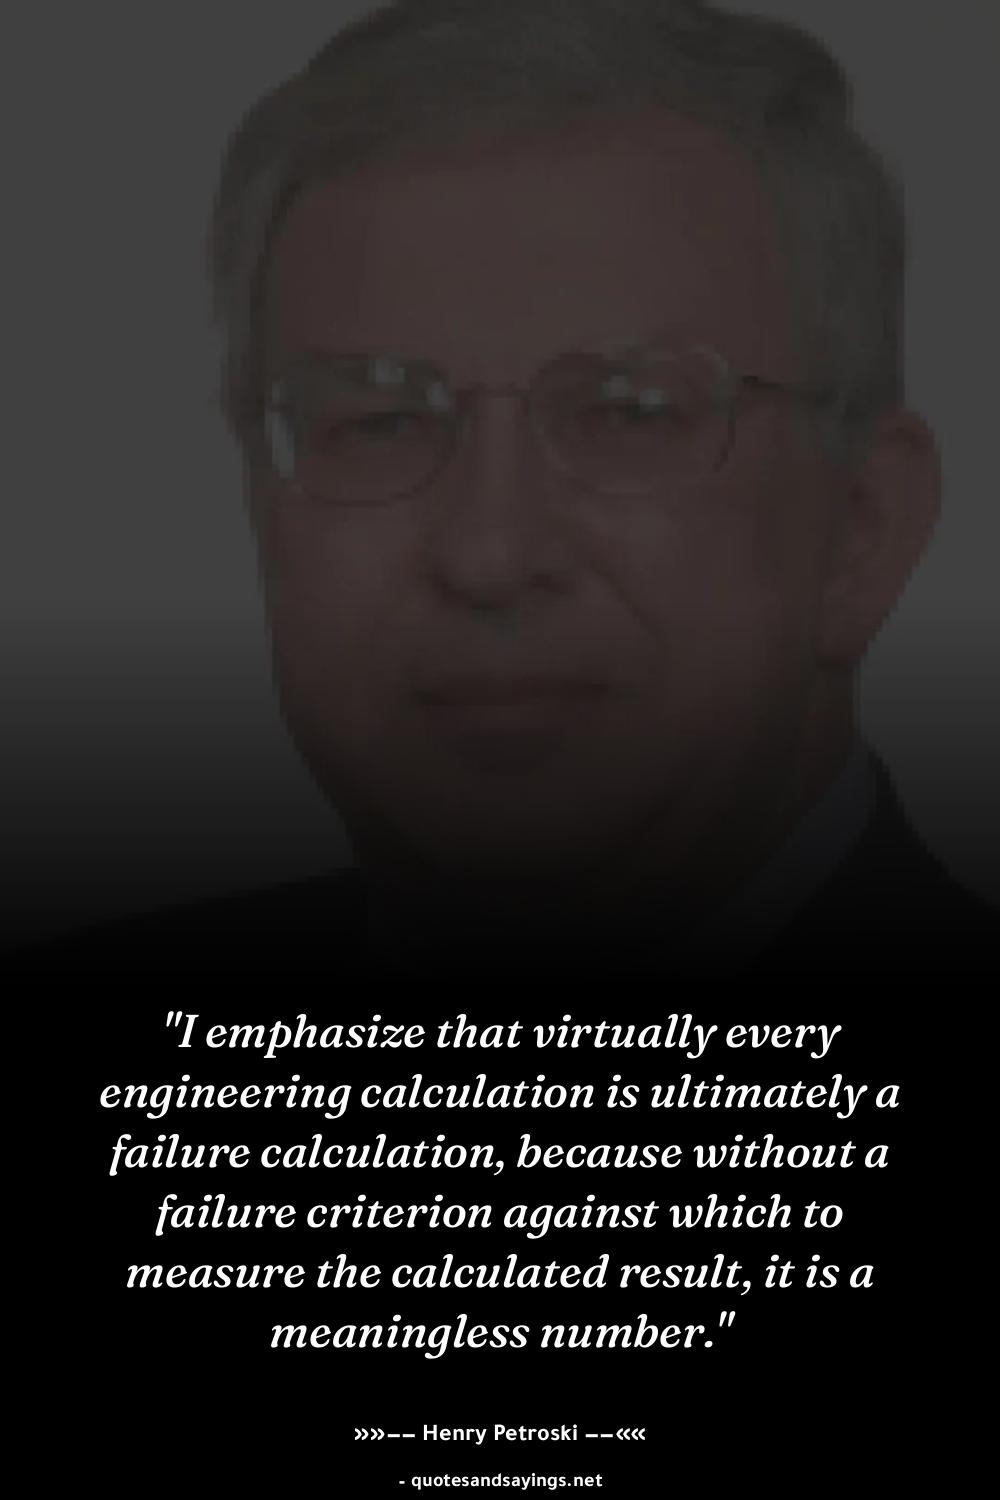 "I emphasize that virtually every
engineering calculation is ultimately a
failure calculation, because without a
failure criterion against which to
measure the calculated result, it is a
meaningless number."
»»–– Henry Petroski ––««
- quotesandsayings.net